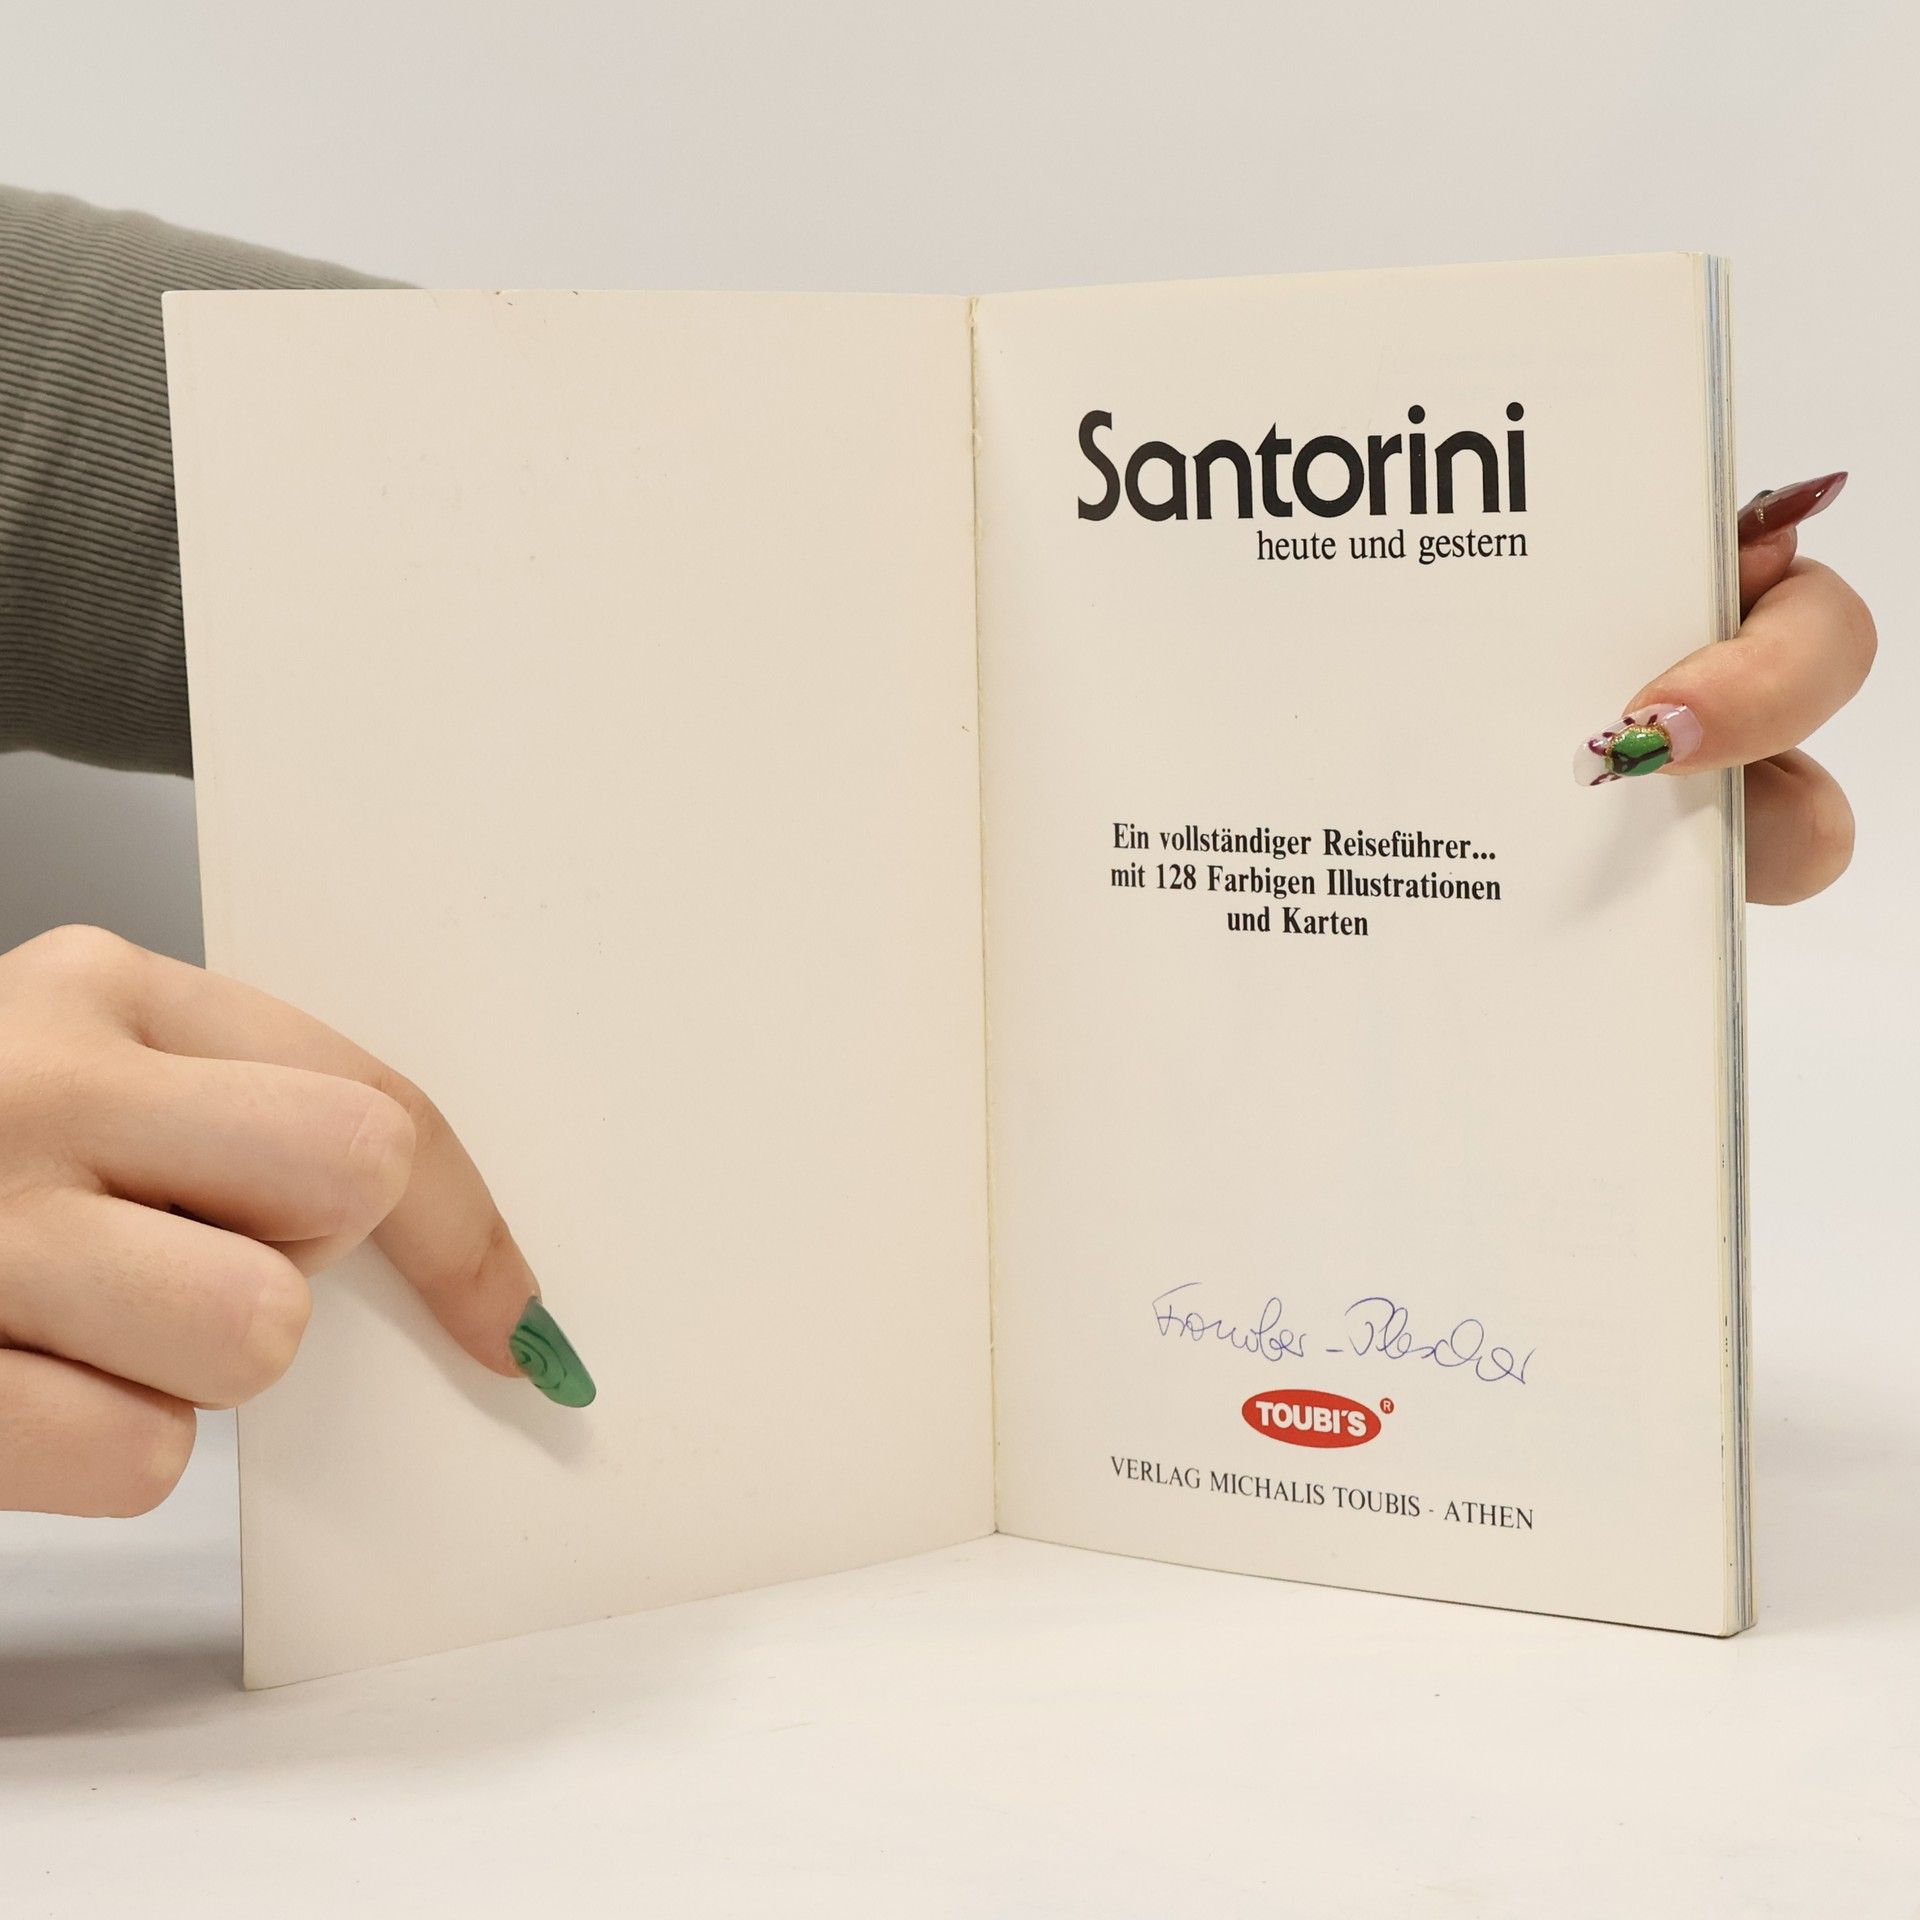 Santorini
heute und gestern
Ein vollständiger Reiseführer...
mit 128 Farbigen Illustrationen
und Karten
TOUBI'S ®
VERLAG MICHALIS TOUBIS - ATHEN